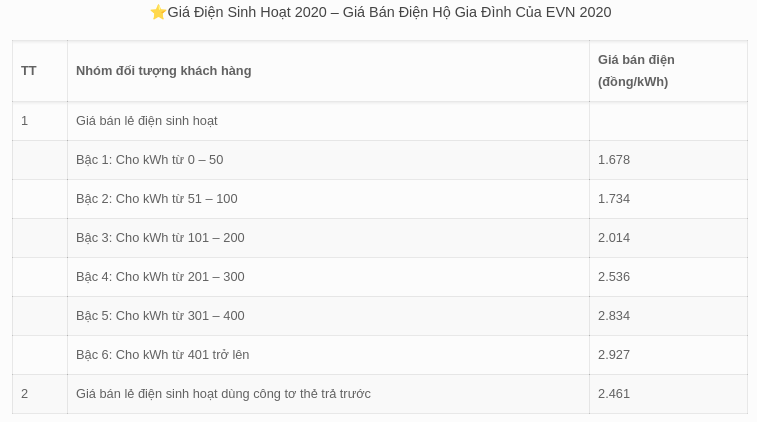 ⭐Giá Điện Sinh Hoạt 2020 – Giá Bán Điện Hộ Gia Đình Của EVN 2020
TT Nhóm đối tượng khách hàng Giá bán điện
(đồng/kWh)
1 Giá bán lẻ điện sinh hoạt
Bậc 1: Cho kWh từ 0 – 50 1.678
Bậc 2: Cho kWh từ 51 – 100 1.734
Bậc 3: Cho kWh từ 101 – 200 2.014
Bậc 4: Cho kWh từ 201 – 300 2.536
Bậc 5: Cho kWh từ 301 – 400 2.834
Bậc 6: Cho kWh từ 401 trở lên 2.927
2 Giá bán lẻ điện sinh hoạt dùng công tơ thẻ trả trước 2.461